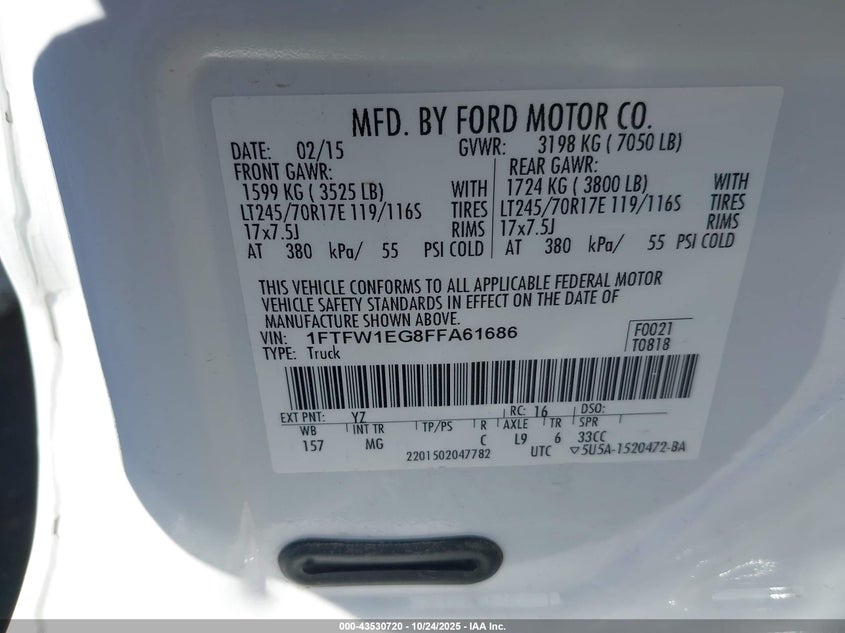 MFD. BY FORD MOTOR CO.
DATE: 02/15 GVWR: 3198 KG ( 7050 LB)
FRONT GAWR: REAR GAWR:
1599 KG ( 3525 LB) WITH 1724 KG ( 3800 LB) WITH
LT245/70R17E 119/116S TIRES LT245/70R17E 119/116S TIRES
17x7.5J RIMS 17x7.5J RIMS
AT 380 kPa/ 55 PSI COLD AT 380 kPa/ 55 PSI COLD
THIS VEHICLE CONFORMS TO ALL APPLICABLE FEDERAL MOTOR
VEHICLE SAFETY STANDARDS IN EFFECT ON THE DATE OF
MANUFACTURE SHOWN ABOVE.
VIN: 1FTFW1EG8FFA61686 F0021
TYPE: Truck T0818
EXT PNT: YZ RC: 16 DSO:
WB INT TR TP/PS R AXLE TR SPR
157 MG C L9 6 33CC
2201502047782 UTC ▽5U5A-1520472-BA
000-43530720 • 10/24/2025 • IAA Inc.